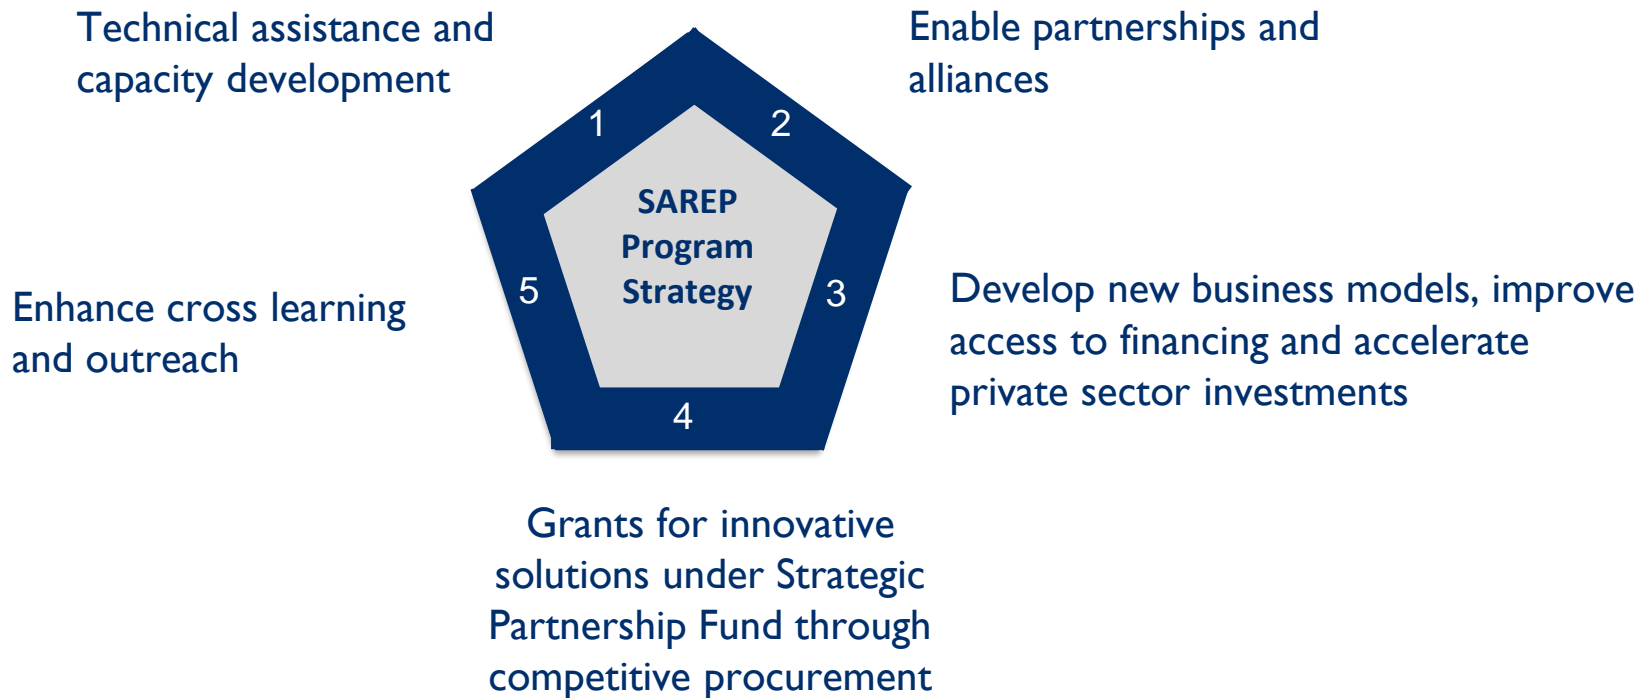 Technical assistance and
capacity development
Enable partnerships and
alliances
1
2
SAREP
Program
Strategy
5
3
Enhance cross learning
and outreach
Develop new business models, improve
access to financing and accelerate
private sector investments
4
Grants for innovative
solutions under Strategic
Partnership Fund through
competitive procurement